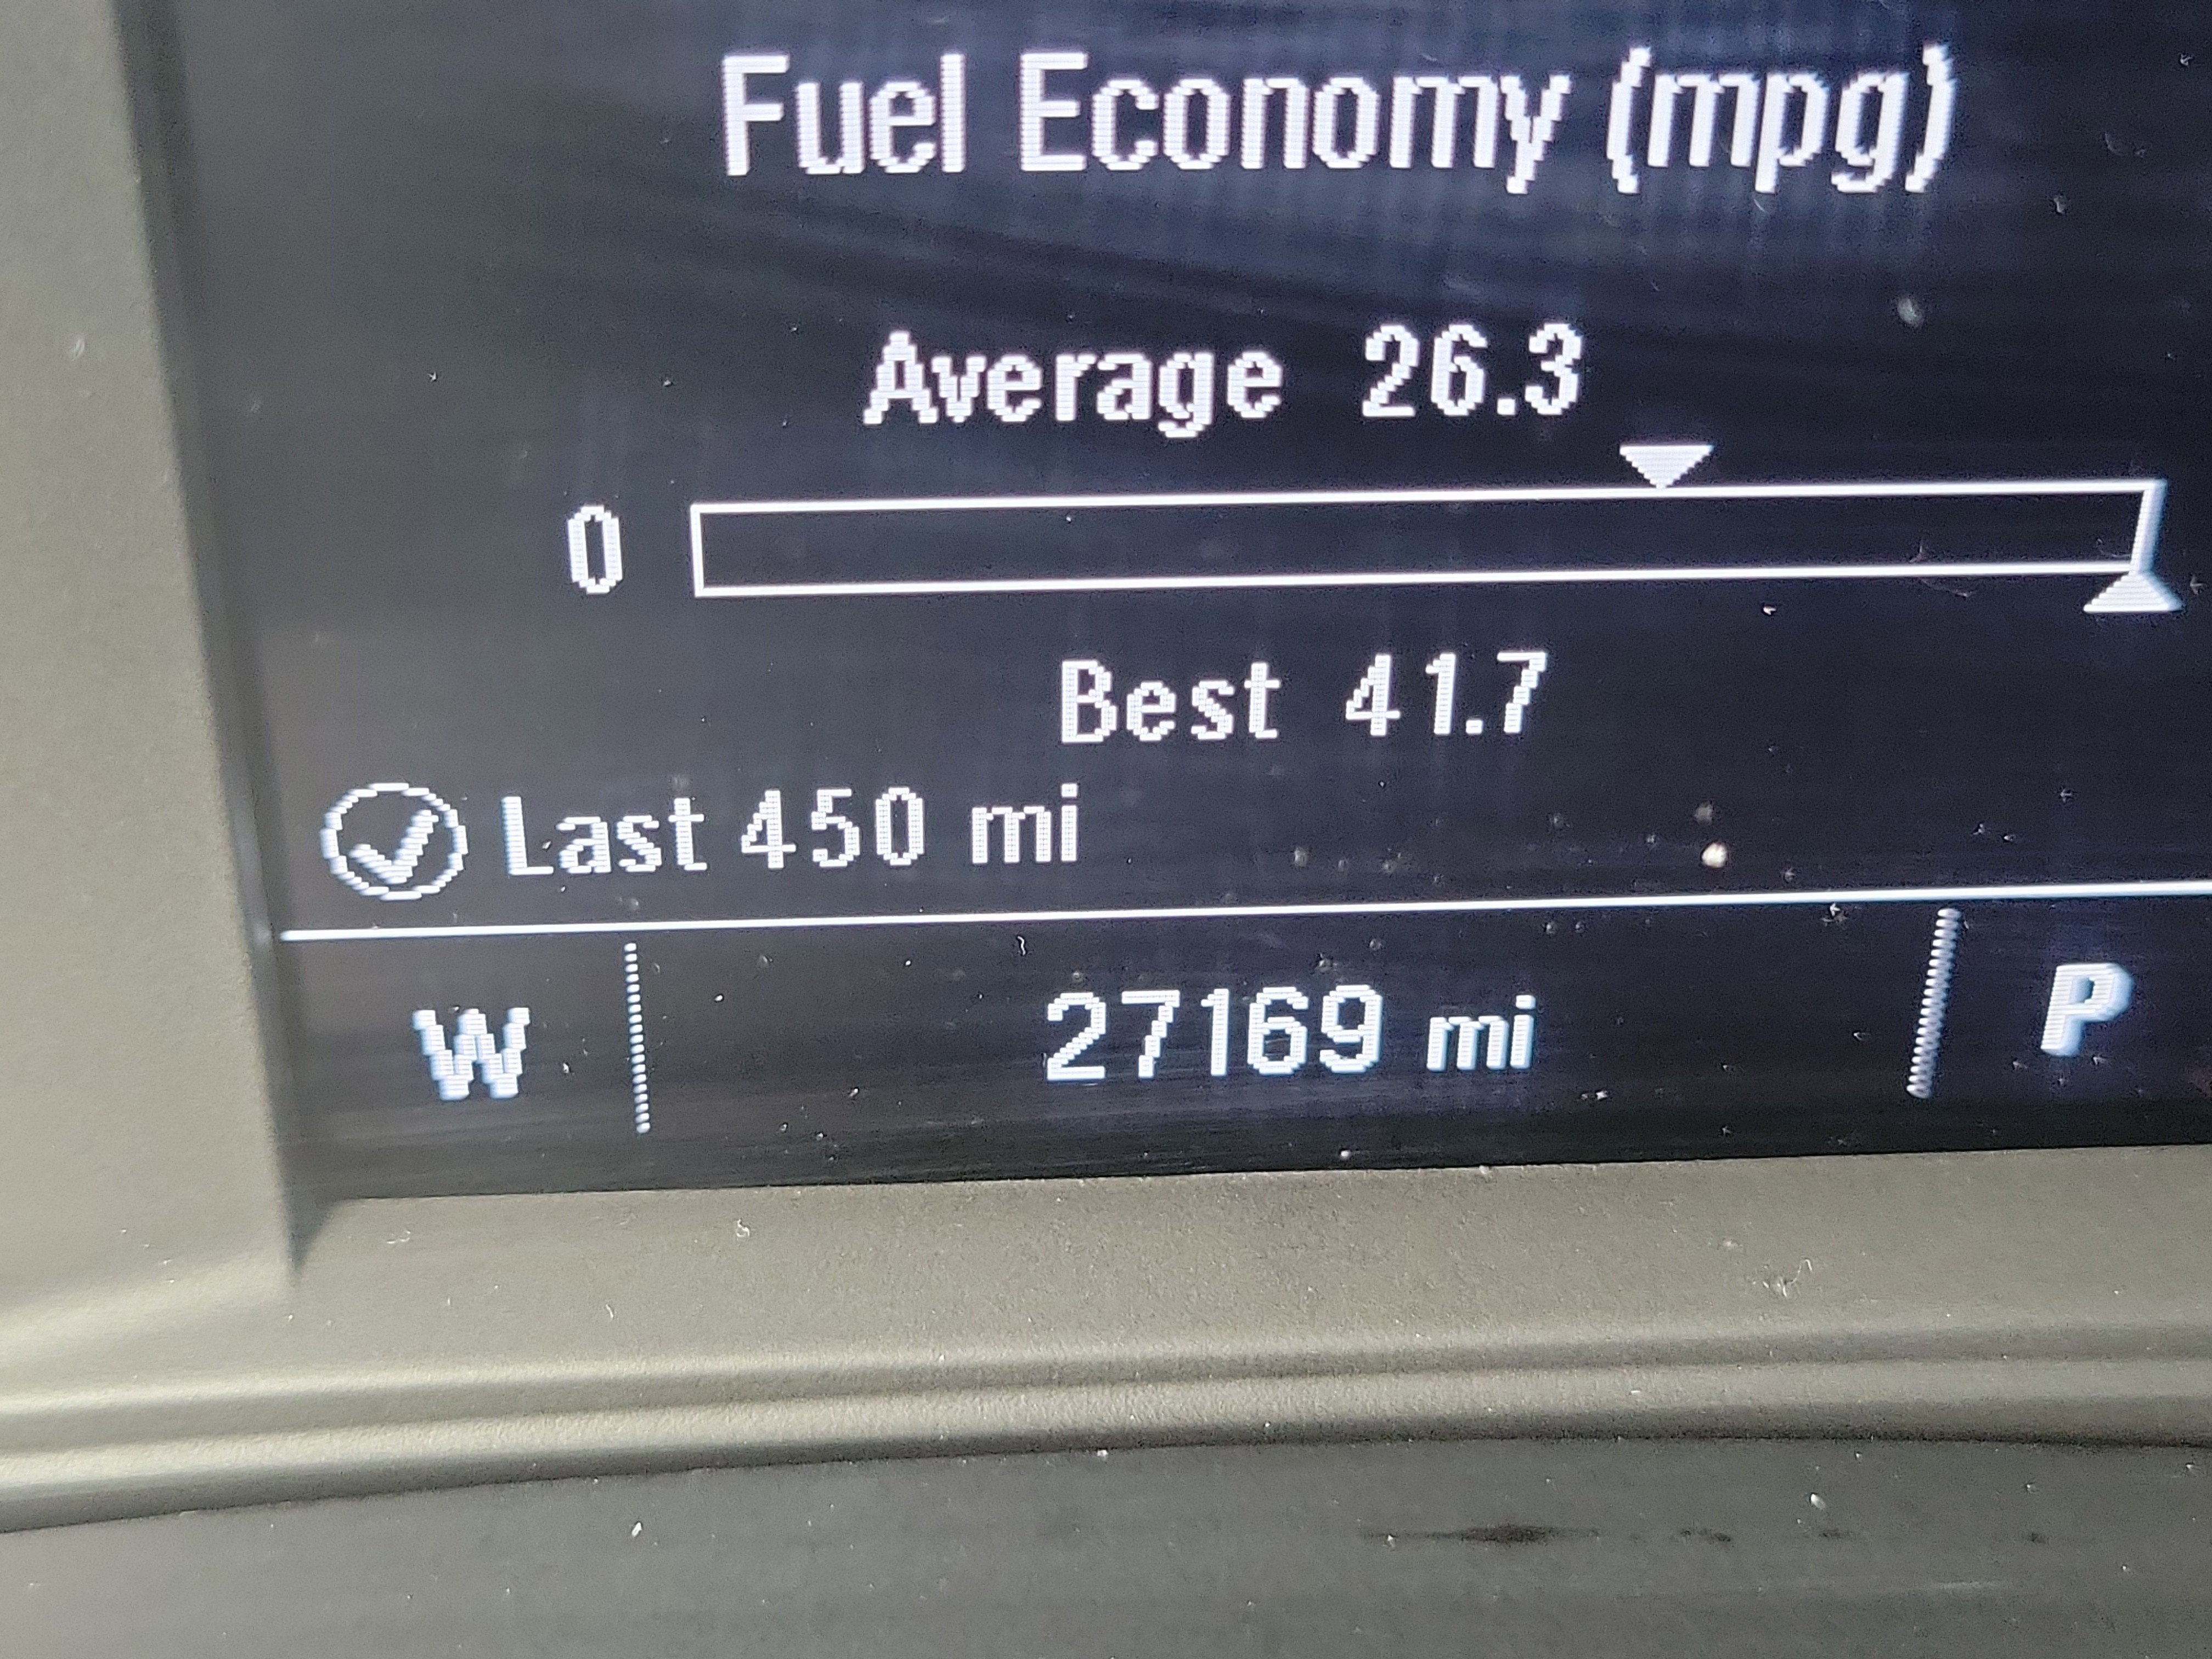 Fuel Economy (mpg)
Average 26.3
0
Best 41.7
Last 450 mi
W 27169 mi P